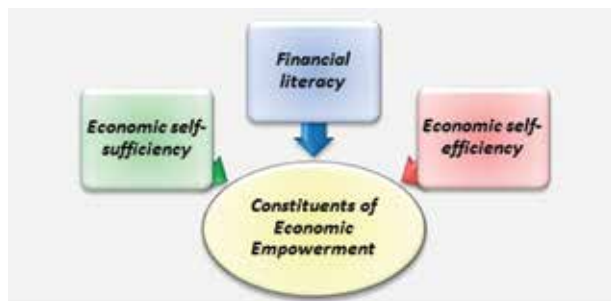 Financial
literacy
Economic self-
sufficiency
Economic self-
efficiency
Constituents of
Economic
Empowerment